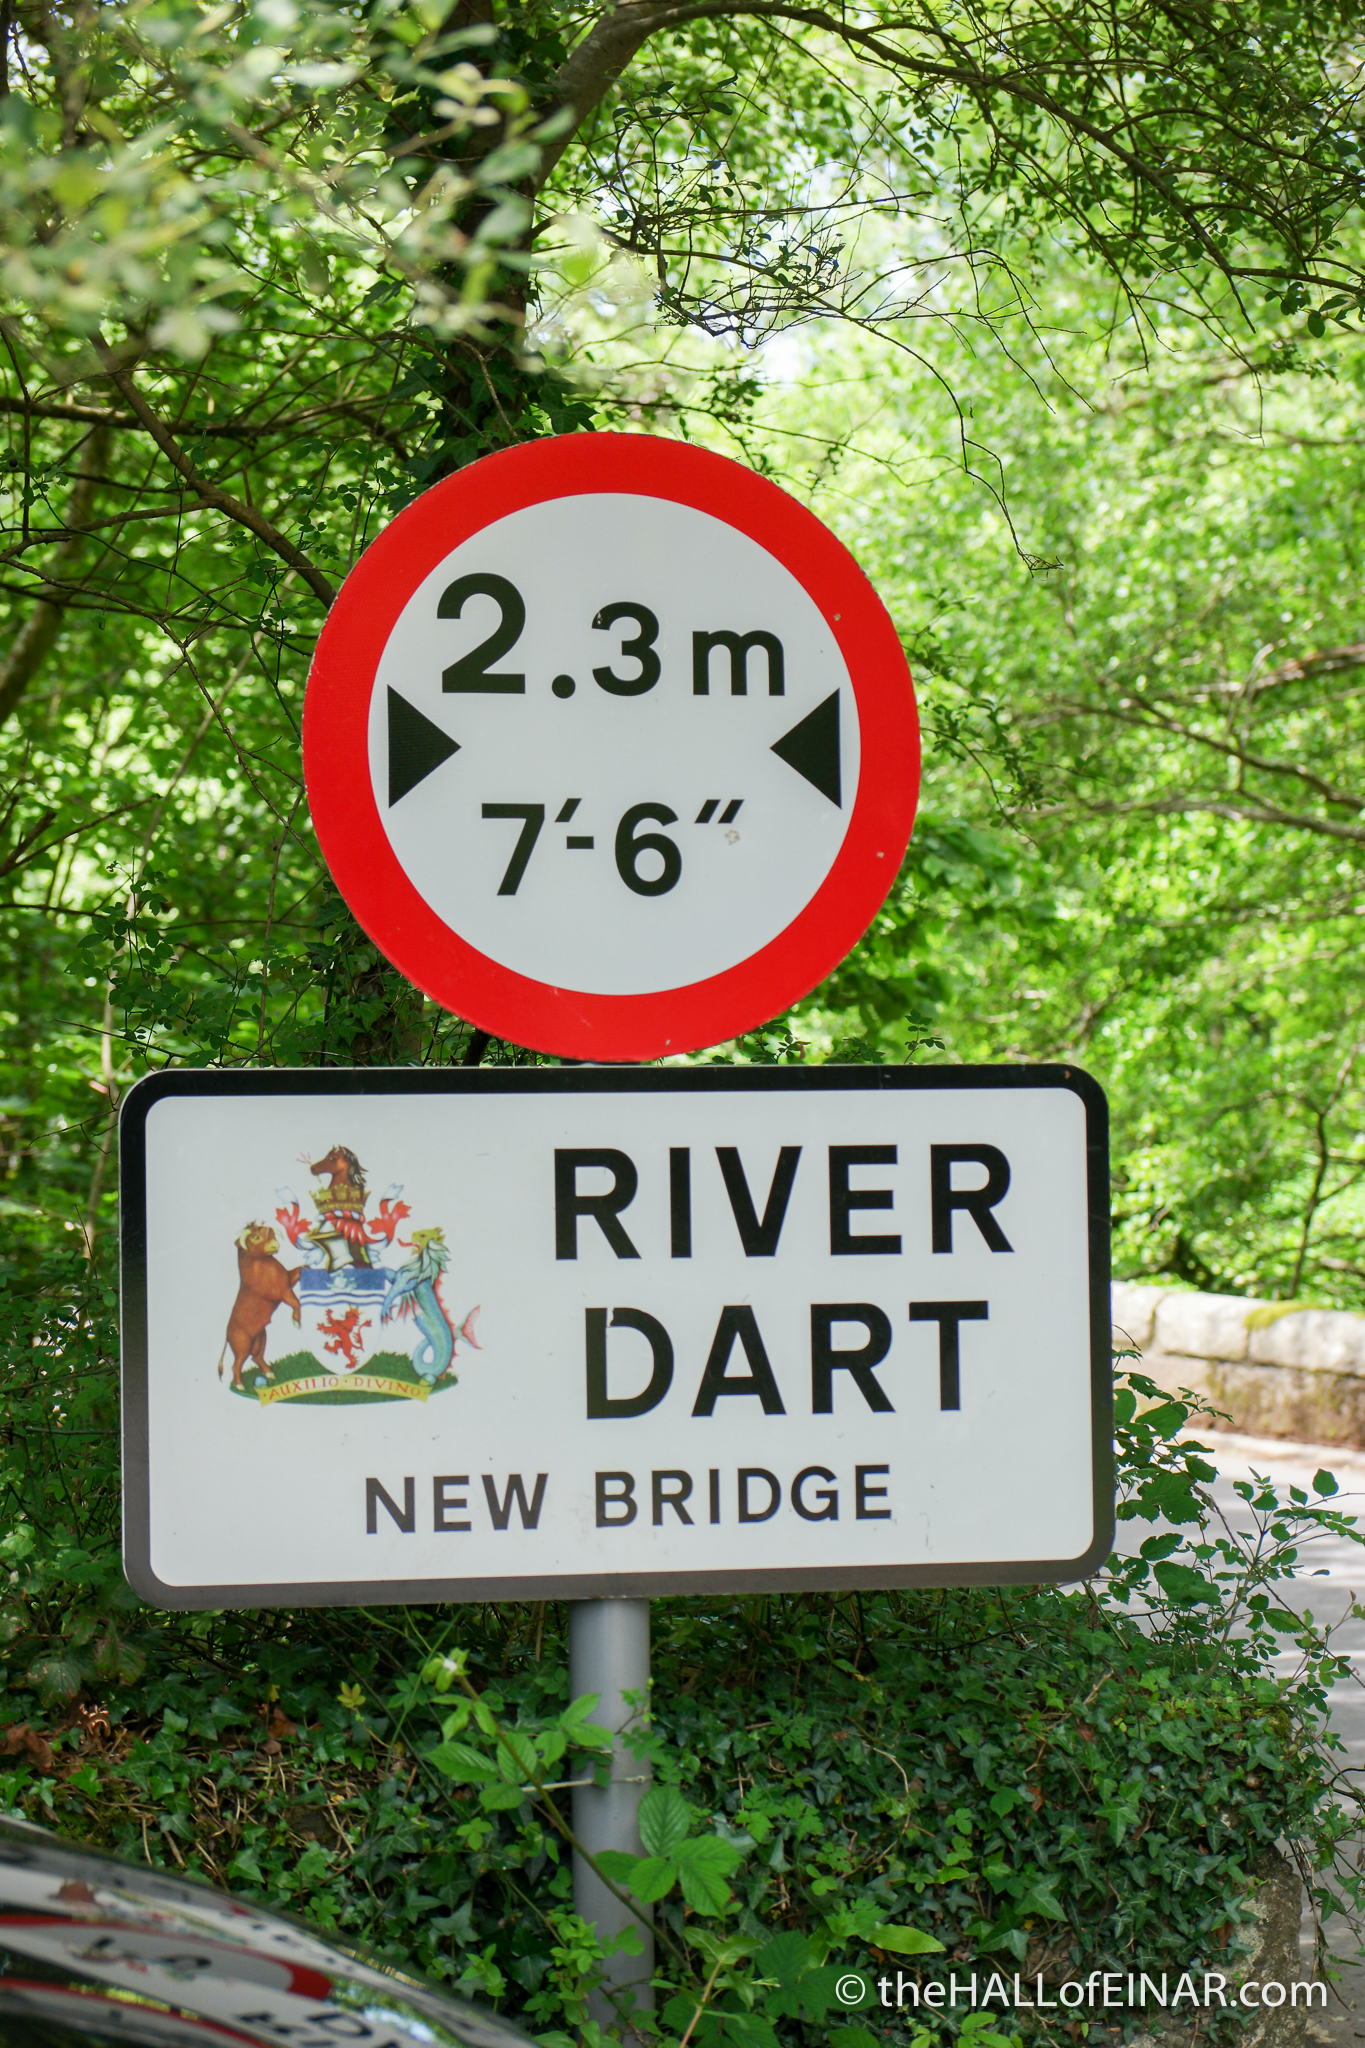 2.3m
7'-6"
RIVER
DART
AUXILIO · DIVINO
NEW BRIDGE
© theHALLofEINAR.com